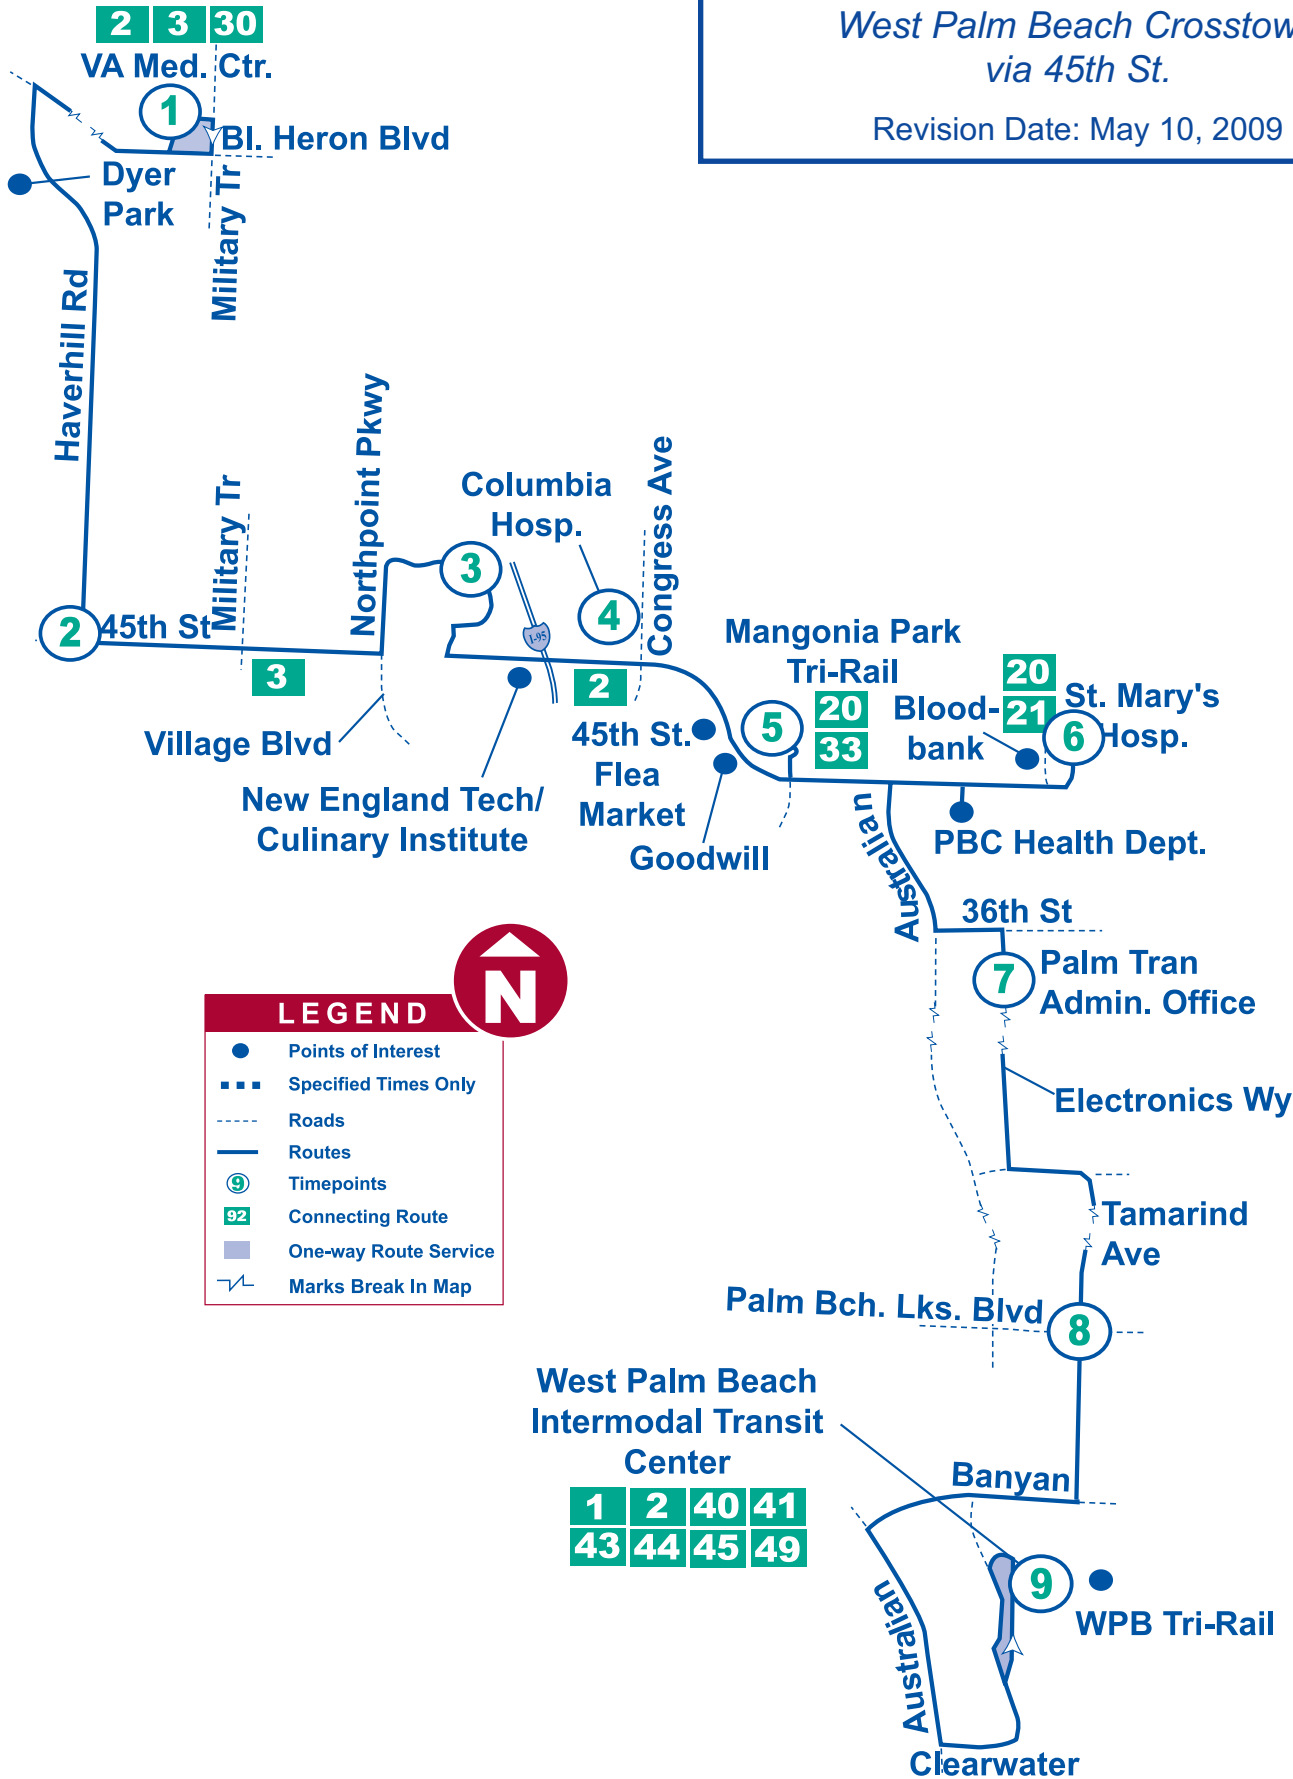 West Palm Beach Crosstow
via 45th St.
Revision Date: May 10, 2009
2 3 30
VA Med. Ctr.
1
Bl. Heron Blvd
Dyer
Park
Military Tr
Haverhill Rd
Northpoint Pkwy
Military Tr
Columbia
Hosp.
Congress Ave
3
4
I-95
2
45th St
3
2
Village Blvd
New England Tech/
Culinary Institute
45th St.
Flea
Market
Goodwill
Mangonia Park
Tri-Rail
5
20
33
Blood-
bank
20
21
6
St. Mary's
Hosp.
PBC Health Dept.
Australian
36th St
7
Palm Tran
Admin. Office
Electronics Wy
Tamarind
Ave
Palm Bch. Lks. Blvd
8
N
LEGEND
Points of Interest
Specified Times Only
Roads
Routes
9 Timepoints
92 Connecting Route
One-way Route Service
Marks Break In Map
West Palm Beach
Intermodal Transit
Center
1 2 40 41
43 44 45 49
Banyan
9
WPB Tri-Rail
Australian
Clearwater